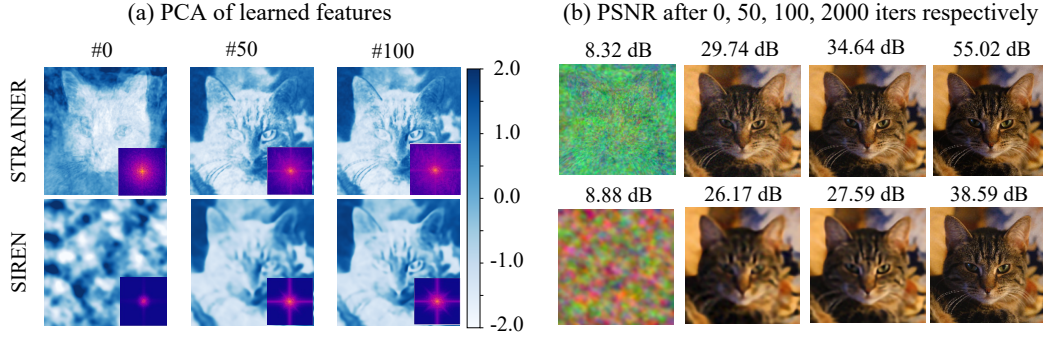 (a) PCA of learned features
(b) PSNR after 0, 50, 100, 2000 iters respectively
#0 #50 #100
STRAINER
SIREN
2.0
1.0
0.0
-1.0
-2.0
8.32 dB 29.74 dB 34.64 dB 55.02 dB
8.88 dB 26.17 dB 27.59 dB 38.59 dB